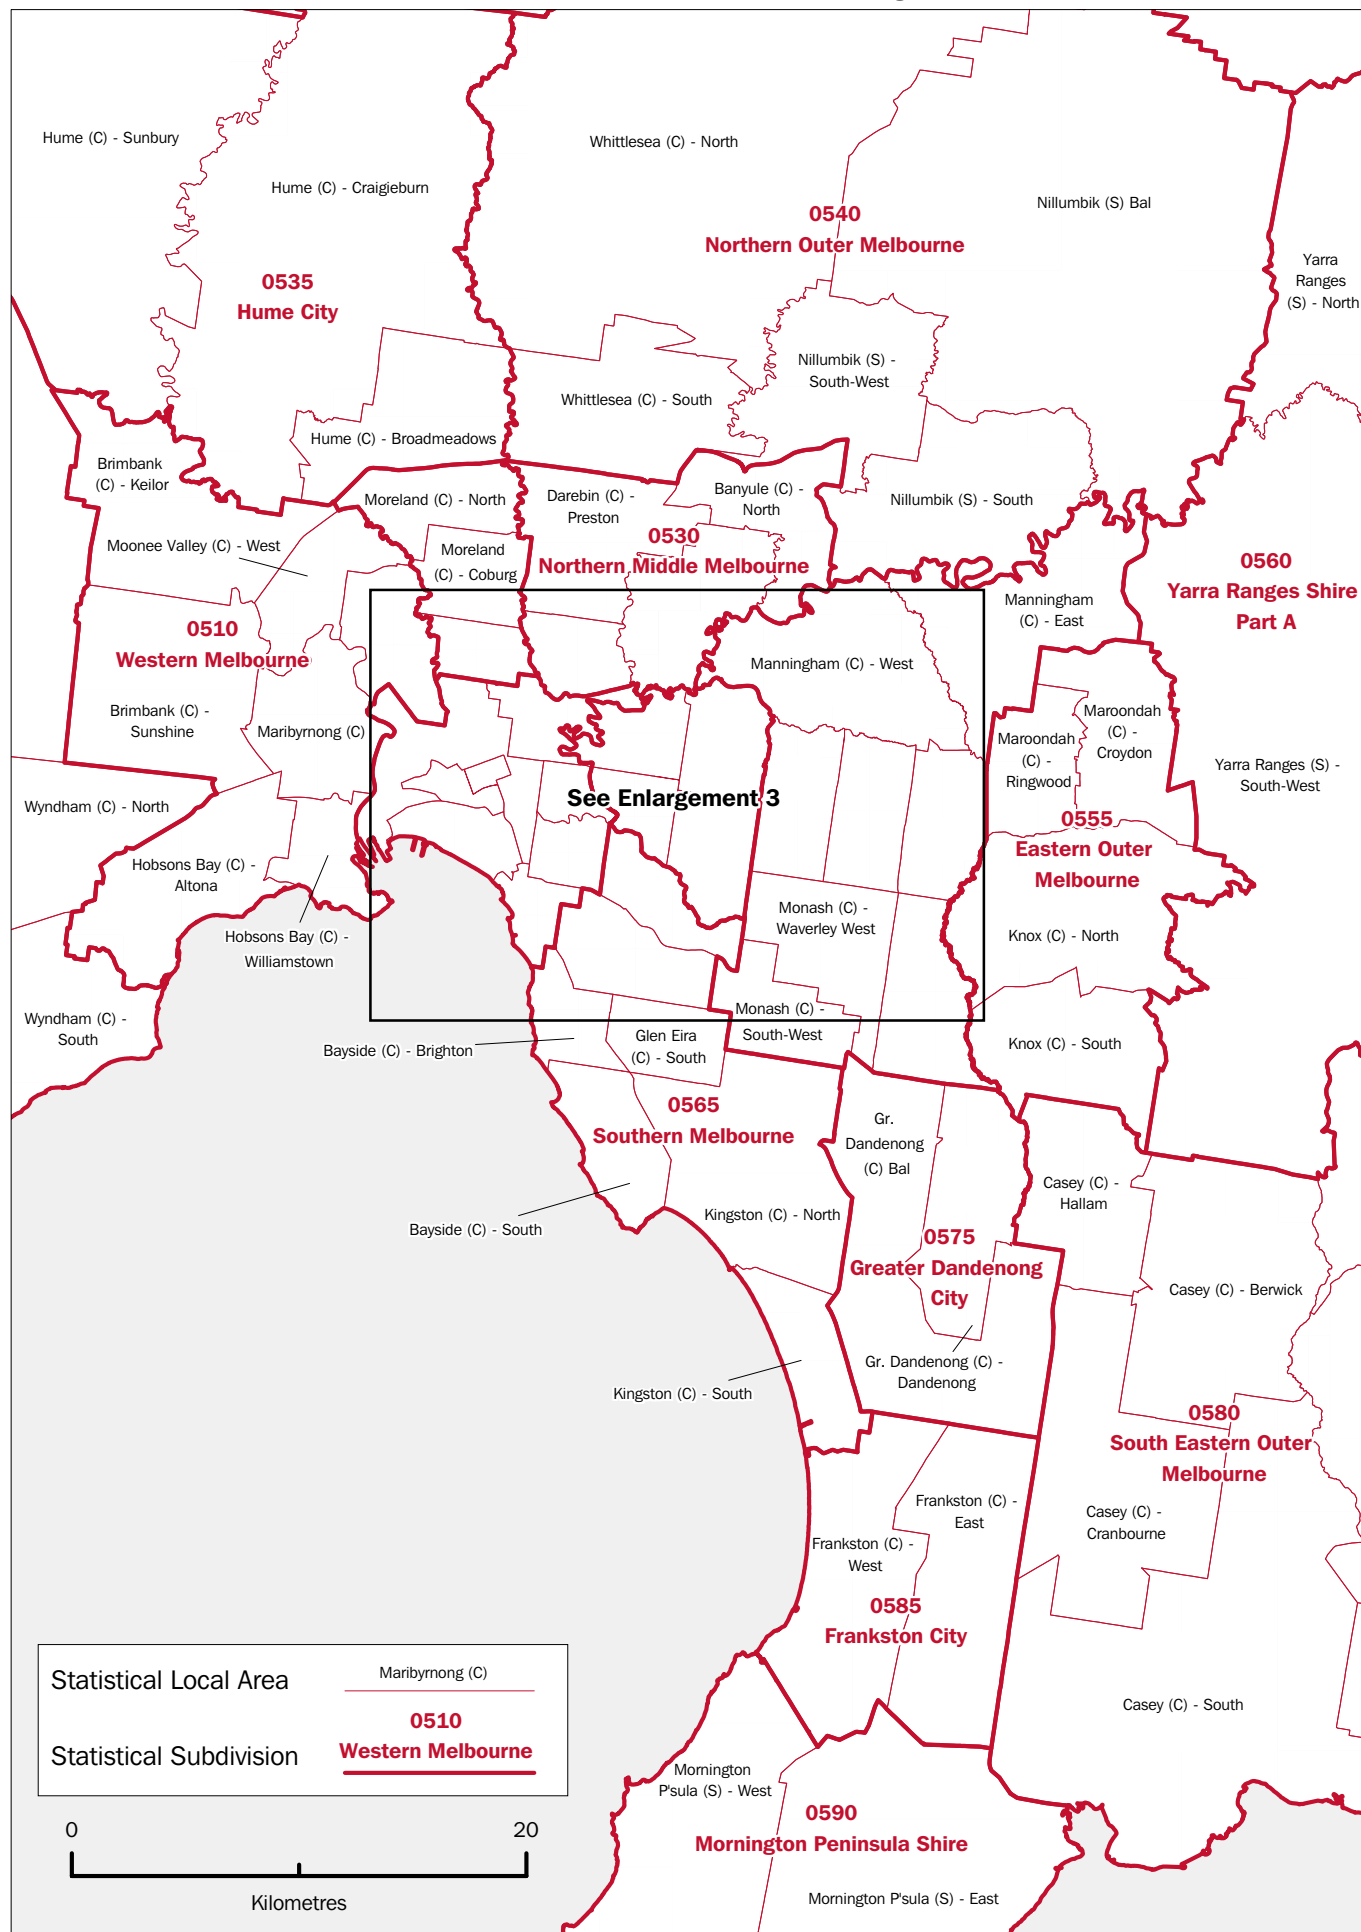 Hume (C) - Sunbury
Whittlesea (C) - North
Hume (C) - Craigieburn
Nillumbik (S) Bal
0540
Northern Outer Melbourne
Yarra
Ranges
(S) - North
0535
Hume City
Nillumbik (S) -
South-West
Whittlesea (C) - South
Hume (C) - Broadmeadows
Brimbank
(C) - Keilor
Moreland (C) - North
Darebin (C) -
Preston
Banyule (C) -
North
Nillumbik (S) - South
Moonee Valley (C) - West
Moreland
(C) - Coburg
0530
Northern Middle Melbourne
0560
Yarra Ranges Shire
Part A
Manningham
(C) - East
0510
Western Melbourne
Manningham (C) - West
Brimbank (C) -
Sunshine
Maribyrnong (C)
Maroondah
(C) -
Croydon
Maroondah
(C) -
Ringwood
Yarra Ranges (S) -
South-West
Wyndham (C) - North
See Enlargement 3
0555
Eastern Outer
Melbourne
Hobsons Bay (C) -
Altona
Monash (C) -
Waverley West
Knox (C) - North
Hobsons Bay (C) -
Williamstown
Wyndham (C) -
South
Monash (C) -
South-West
Bayside (C) - Brighton
Glen Eira
(C) - South
Knox (C) - South
0565
Southern Melbourne
Gr.
Dandenong
(C) Bal
Casey (C) -
Hallam
Bayside (C) - South
Kingston (C) - North
0575
Greater Dandenong
City
Casey (C) - Berwick
Gr. Dandenong (C) -
Dandenong
Kingston (C) - South
0580
South Eastern Outer
Melbourne
Frankston (C) -
East
Casey (C) -
Cranbourne
Frankston (C) -
West
0585
Frankston City
Statistical Local Area
Maribyrnong (C)
0510
Western Melbourne
Statistical Subdivision
Casey (C) - South
Mornington
P'sula (S) - West
0590
Mornington Peninsula Shire
Mornington P'sula (S) - East
0
20
Kilometres